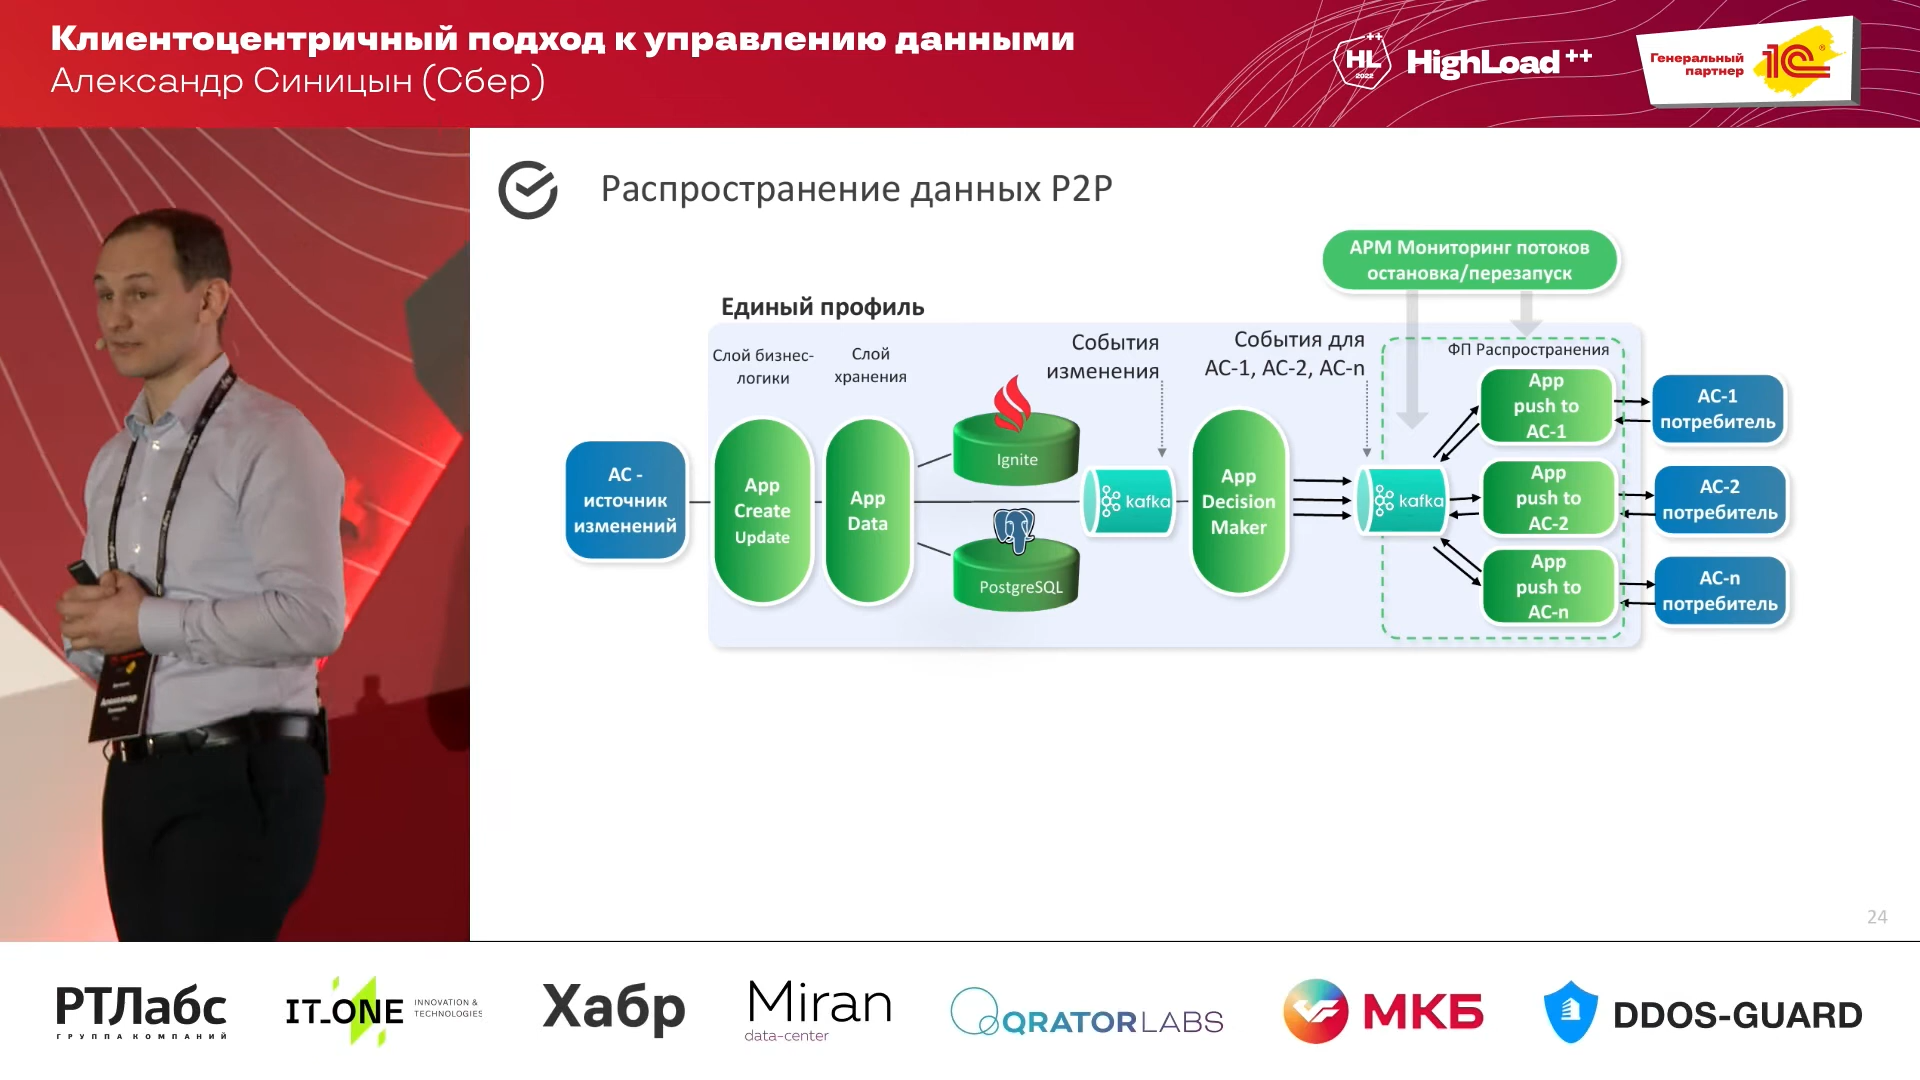 Клиентоцентричный подход к управлению данными
Александр Синицын (Сбер)
HL
++
2022
HighLoad++
Генеральный
партнер
1С
Распространение данных P2P
АРМ Мониторинг потоков
остановка/перезапуск
Единый профиль
Слой бизнес-
логики
Слой
хранения
События
изменения
События для
АС-1, АС-2, АС-n
ФП Распространения
АС -
источник
изменений
App
Create
Update
App
Data
Ignite
PostgreSQL
kafka
App
Decision
Maker
kafka
App
push to
АС-1
App
push to
АС-2
App
push to
АС-n
АС-1
потребитель
АС-2
потребитель
АС-n
потребитель
24
Александр
РТЛабс
ГРУППА КОМПАНИЙ
IT_ONE
INNOVATION &
TECHNOLOGIES
Хабр
Miran
data-center
QRATOR LABS
МКБ
DDOS-GUARD